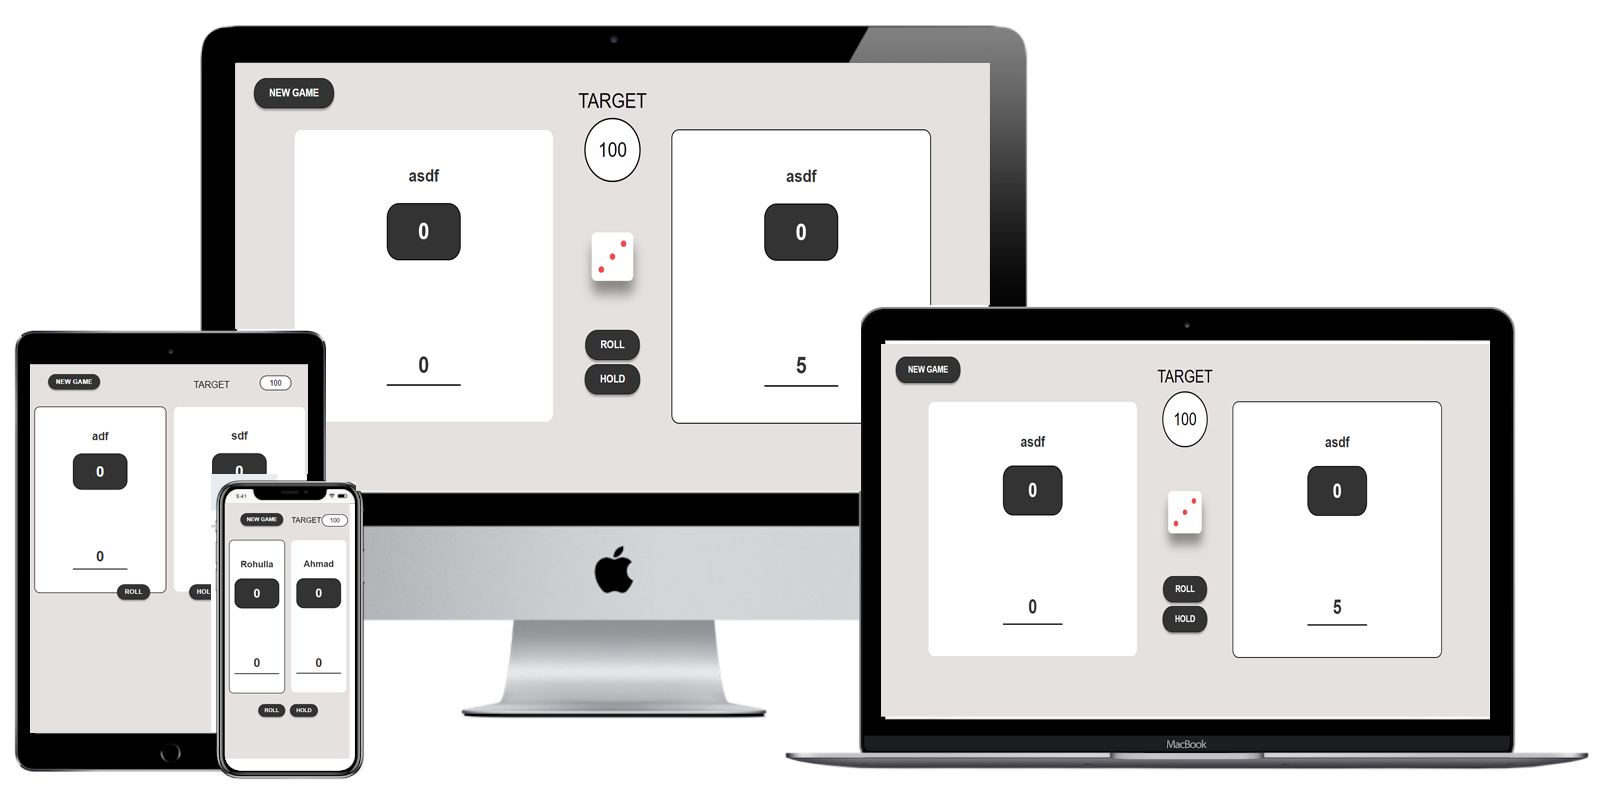 NEW GAME
TARGET
100
asdf
asdf
0
0
ROLL
HOLD
0
5
NEW GAME
TARGET
100
adf
sdf
0
0
0
ROLL
HOL
9:41
NEW GAME
TARGET
100
Rohulla
Ahmad
0
0
0
0
ROLL
HOLD
NEW GAME
TARGET
100
asdf
asdf
0
0
ROLL
HOLD
0
5
MacBook